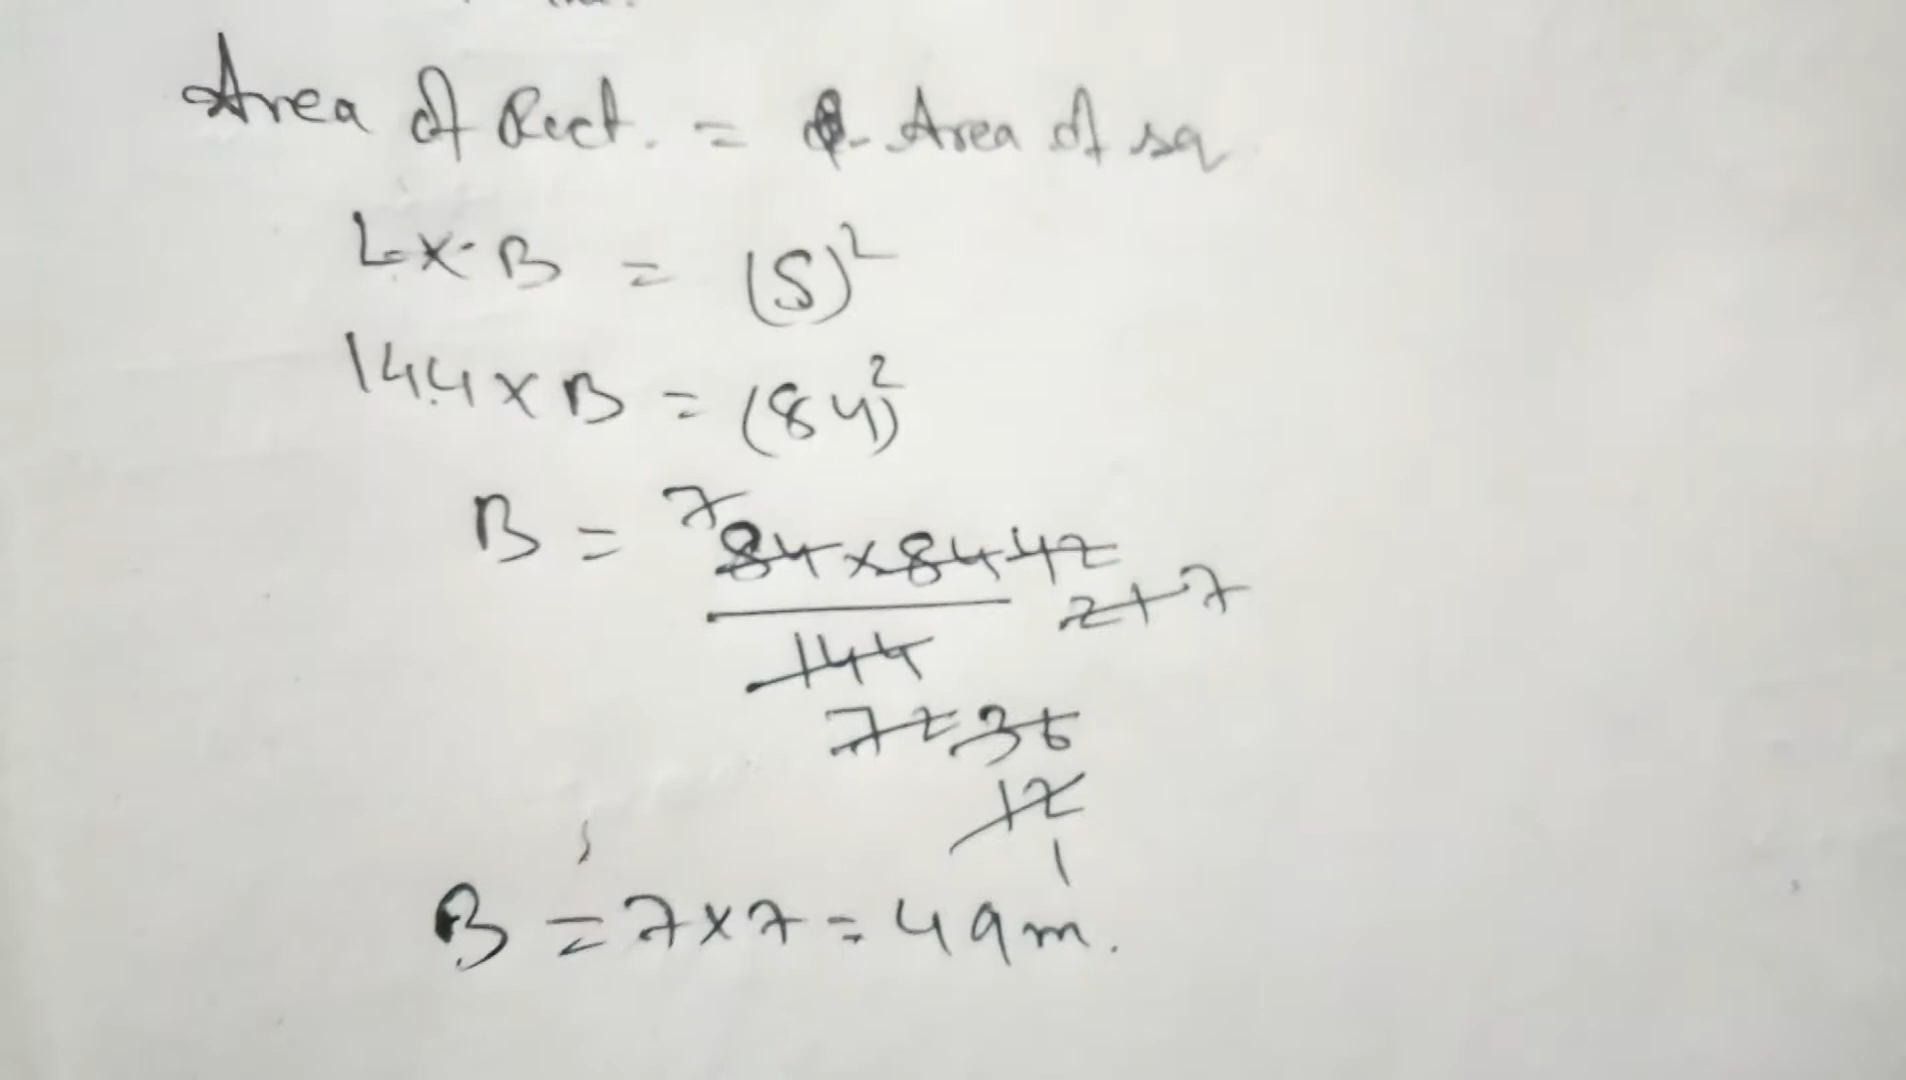 Area of Rect. = Area of sq
L × B = (S)²
144 × B = (84)²
B = 7 84 × 84 42
21 7
144
72 36
12
1
B = 7 × 7 = 49m.